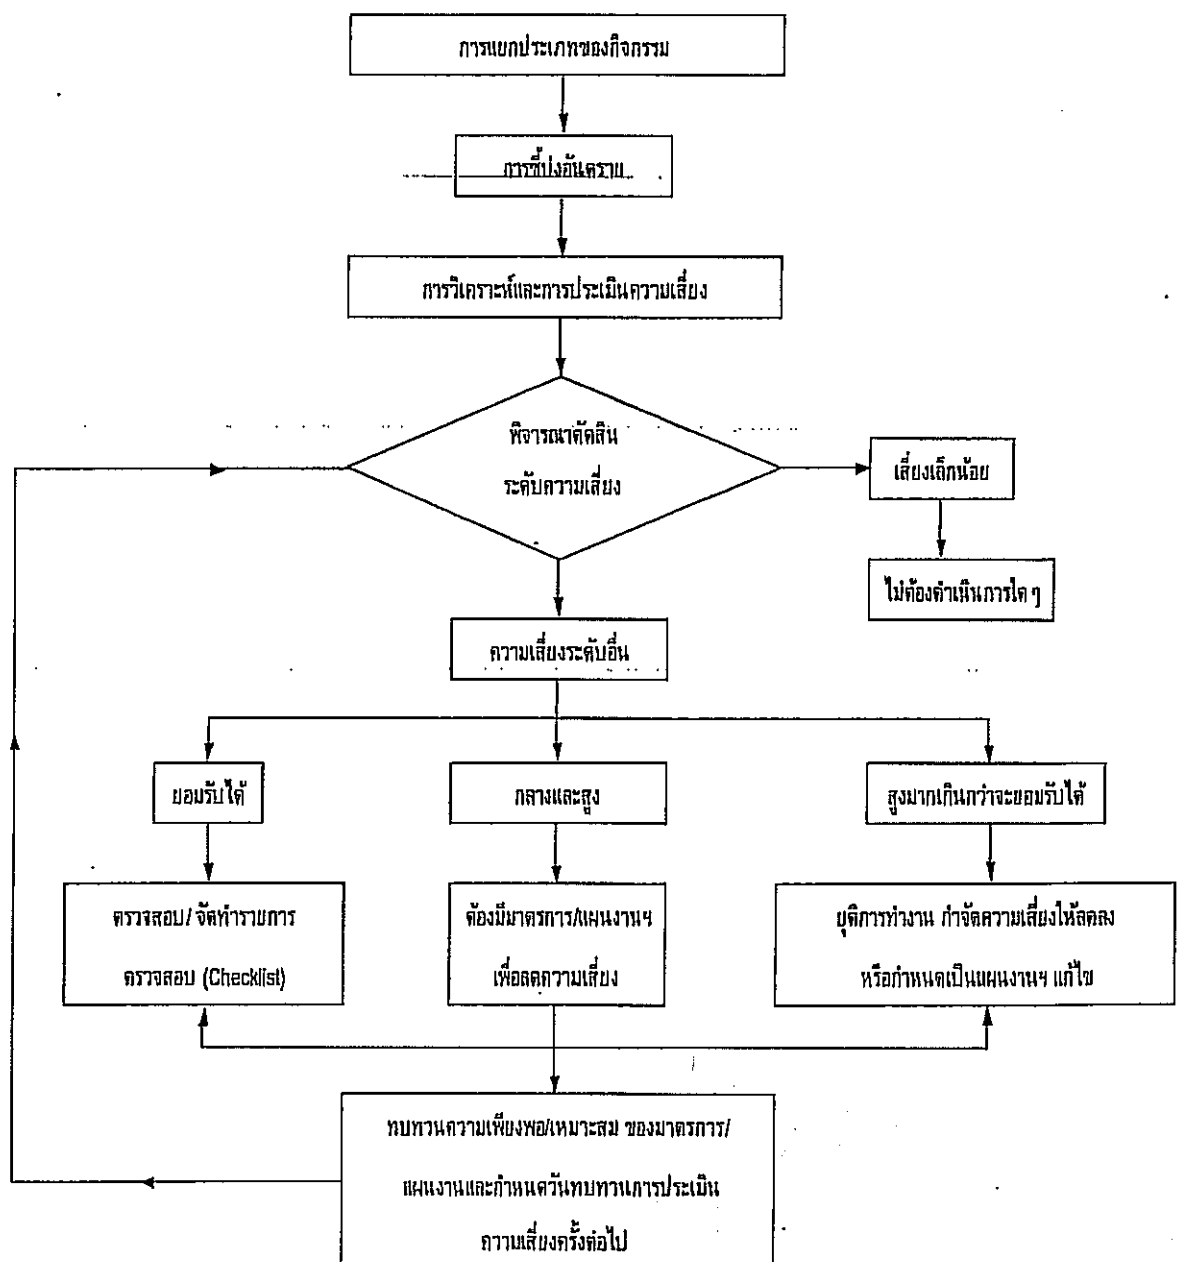 การแยกประเภทของกิจกรรม
การชี้บ่งอันตราย
การวิเคราะห์และการประเมินความเสี่ยง
พิจารณาตัดสิน
ระดับความเสี่ยง
เสี่ยงเล็กน้อย
ไม่ต้องดำเนินการใด ๆ
ความเสี่ยงระดับอื่น
ยอมรับได้
กลางและสูง
สูงมากเกินกว่าจะยอมรับได้
ตรวจสอบ/ จัดทำรายการ
ตรวจสอบ (Checklist)
ต้องมีมาตรการ/แผนงานฯ
เพื่อลดความเสี่ยง
ยุติการทำงาน กำจัดความเสี่ยงให้ลดลง
หรือกำหนดเป็นแผนงานฯ แก้ไข
ทบทวนความเพียงพอ/เหมาะสม ของมาตรการ/
แผนงานและกำหนดวันทบทวนการประเมิน
ความเสี่ยงครั้งต่อไป